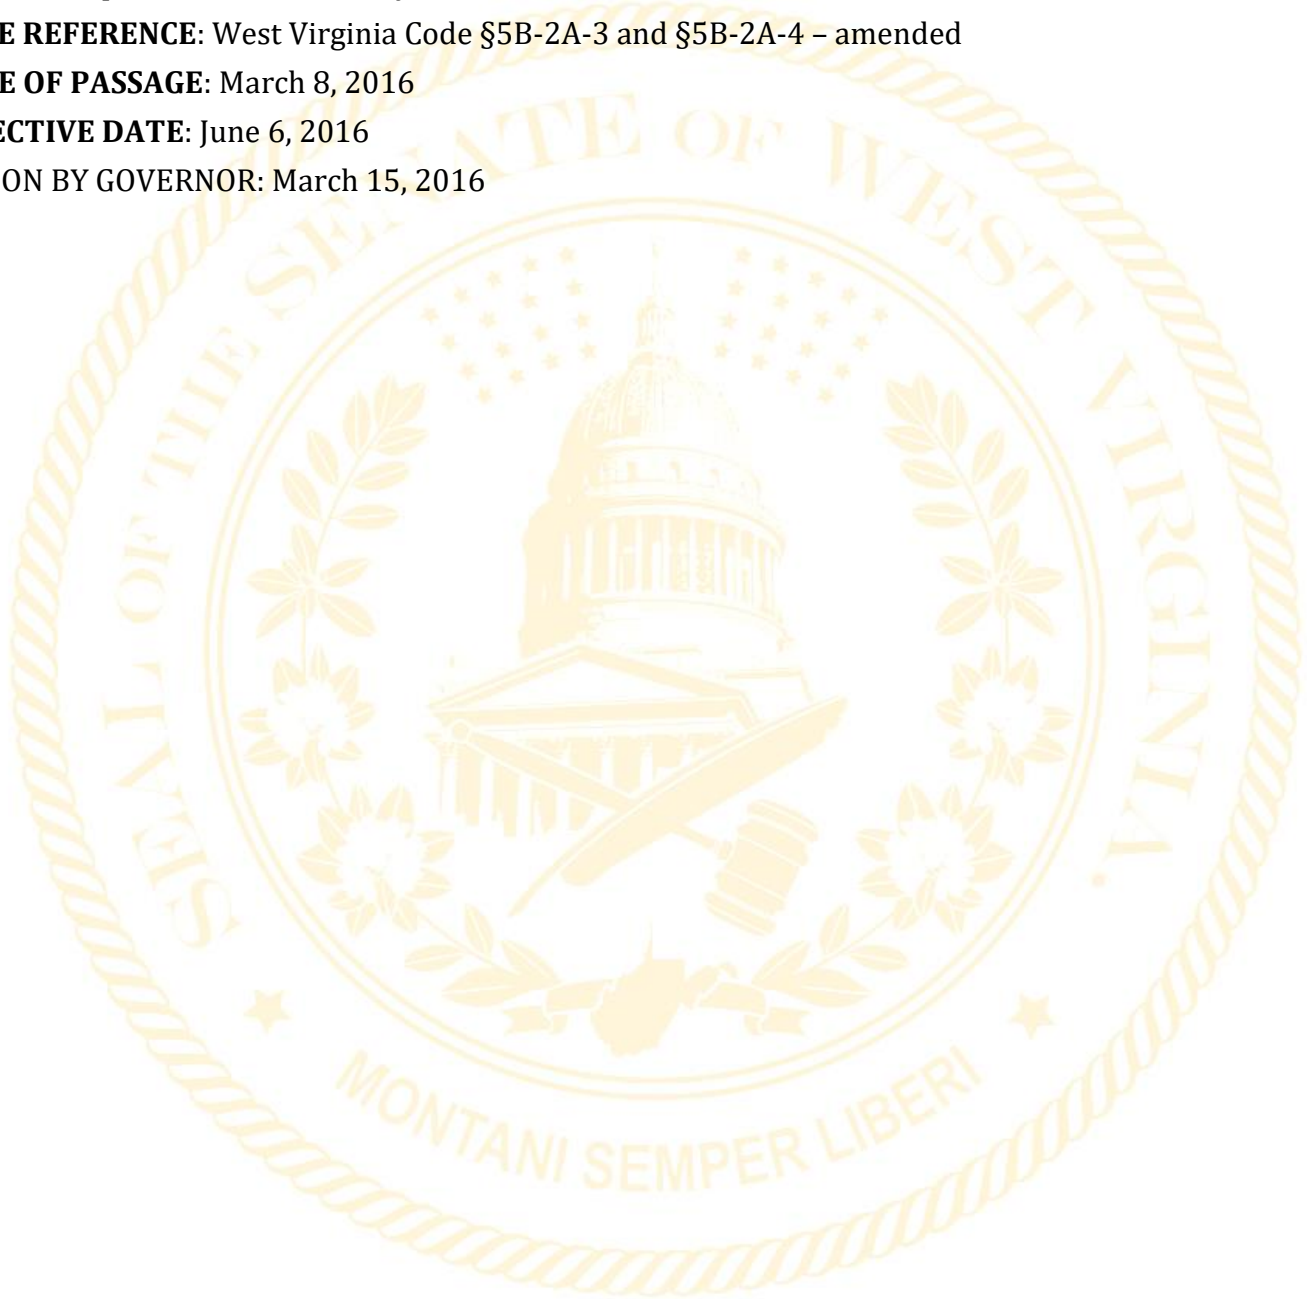 E REFERENCE: West Virginia Code §5B-2A-3 and §5B-2A-4 – amended
E OF PASSAGE: March 8, 2016
ECTIVE DATE: June 6, 2016
ON BY GOVERNOR: March 15, 2016
SEAL OF THE SENATE OF WEST VIRGINIA
MONTANI SEMPER LIBERI